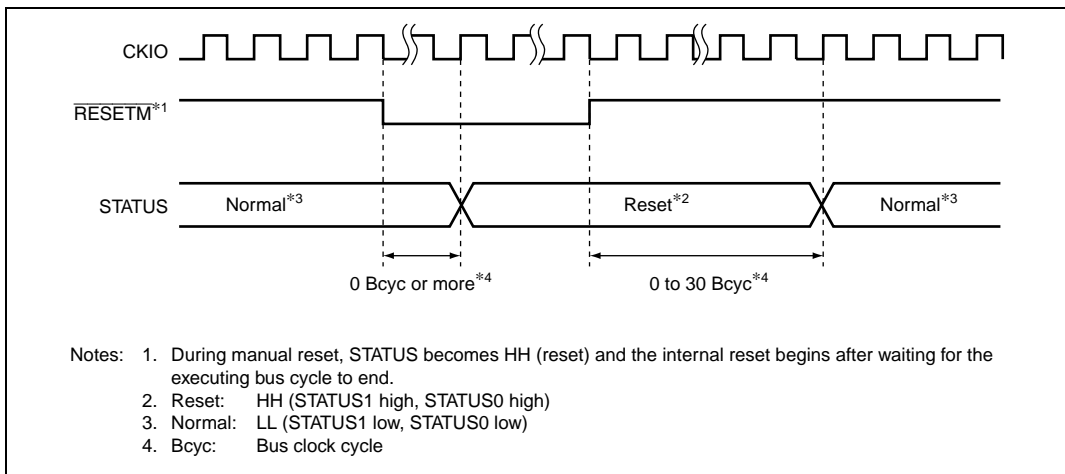 CKIO
RESETM*1
STATUS Normal*3 Reset*2 Normal*3
0 Bcyc or more*4 0 to 30 Bcyc*4
Notes: 1. During manual reset, STATUS becomes HH (reset) and the internal reset begins after waiting for the
executing bus cycle to end.
2. Reset: HH (STATUS1 high, STATUS0 high)
3. Normal: LL (STATUS1 low, STATUS0 low)
4. Bcyc: Bus clock cycle